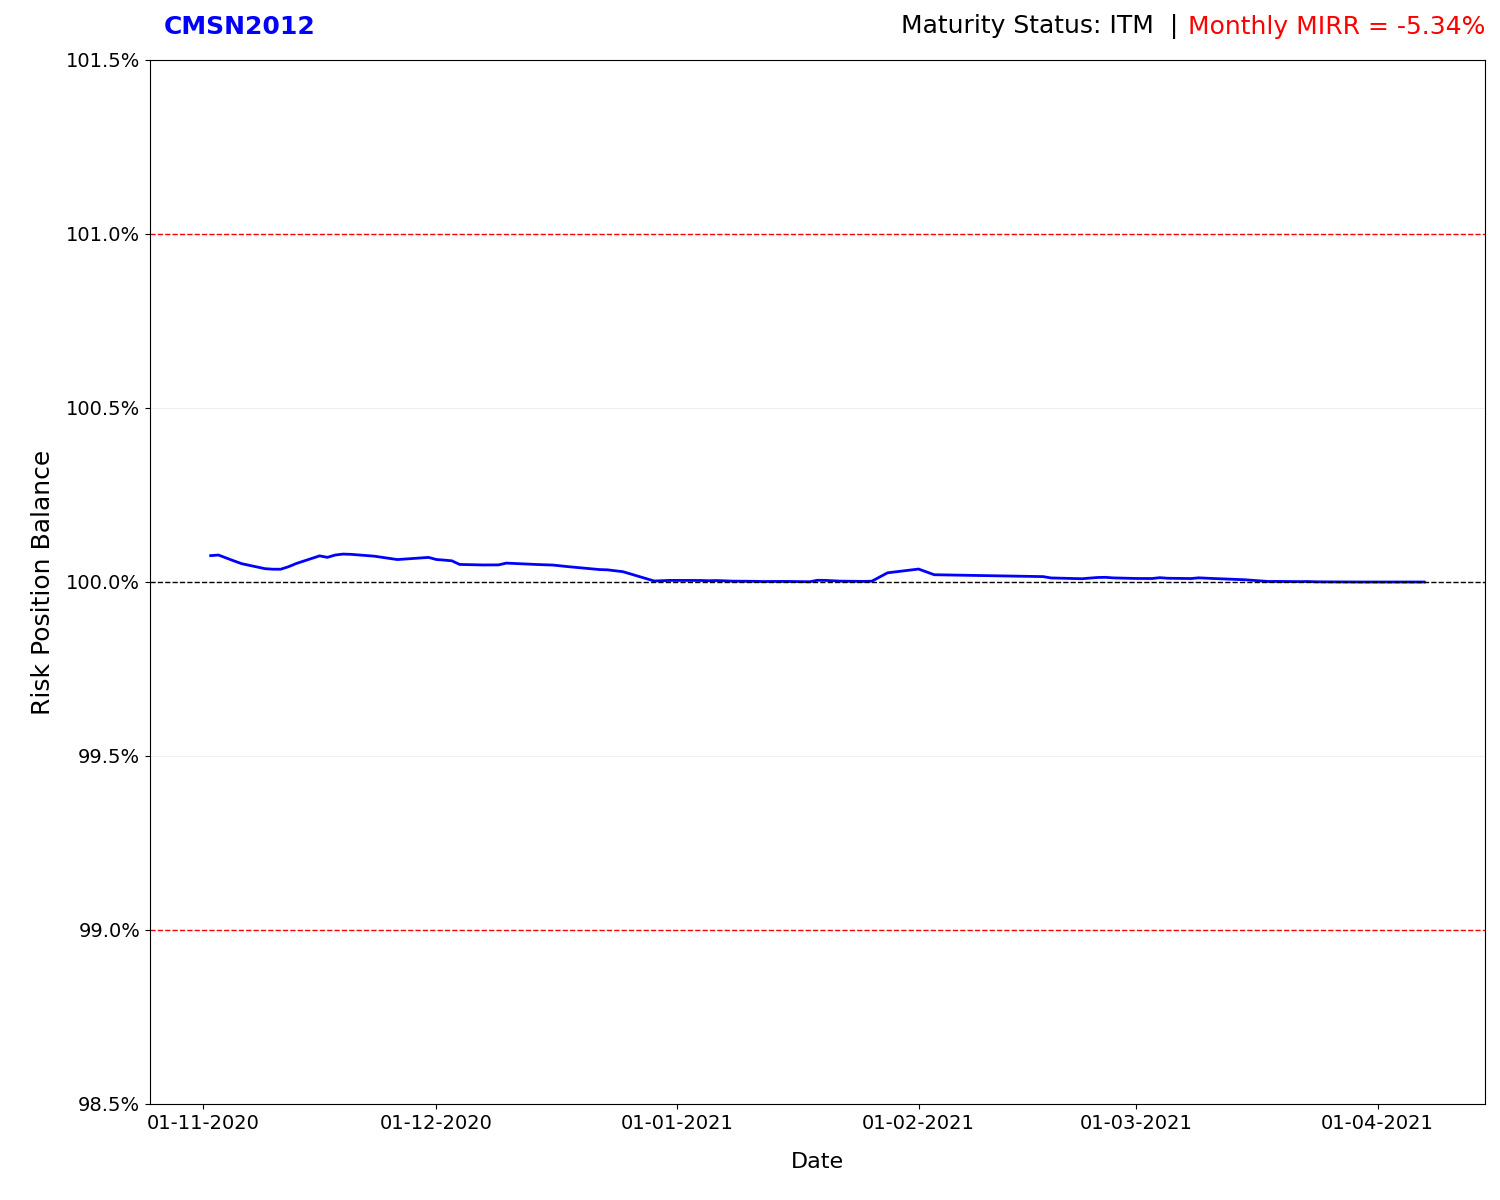 CMSN2012
Maturity Status: ITM | Monthly MIRR = -5.34%
101.5%
101.0%
100.5%
100.0%
99.5%
99.0%
98.5%
Risk Position Balance
01-11-2020 01-12-2020 01-01-2021 01-02-2021 01-03-2021 01-04-2021
Date